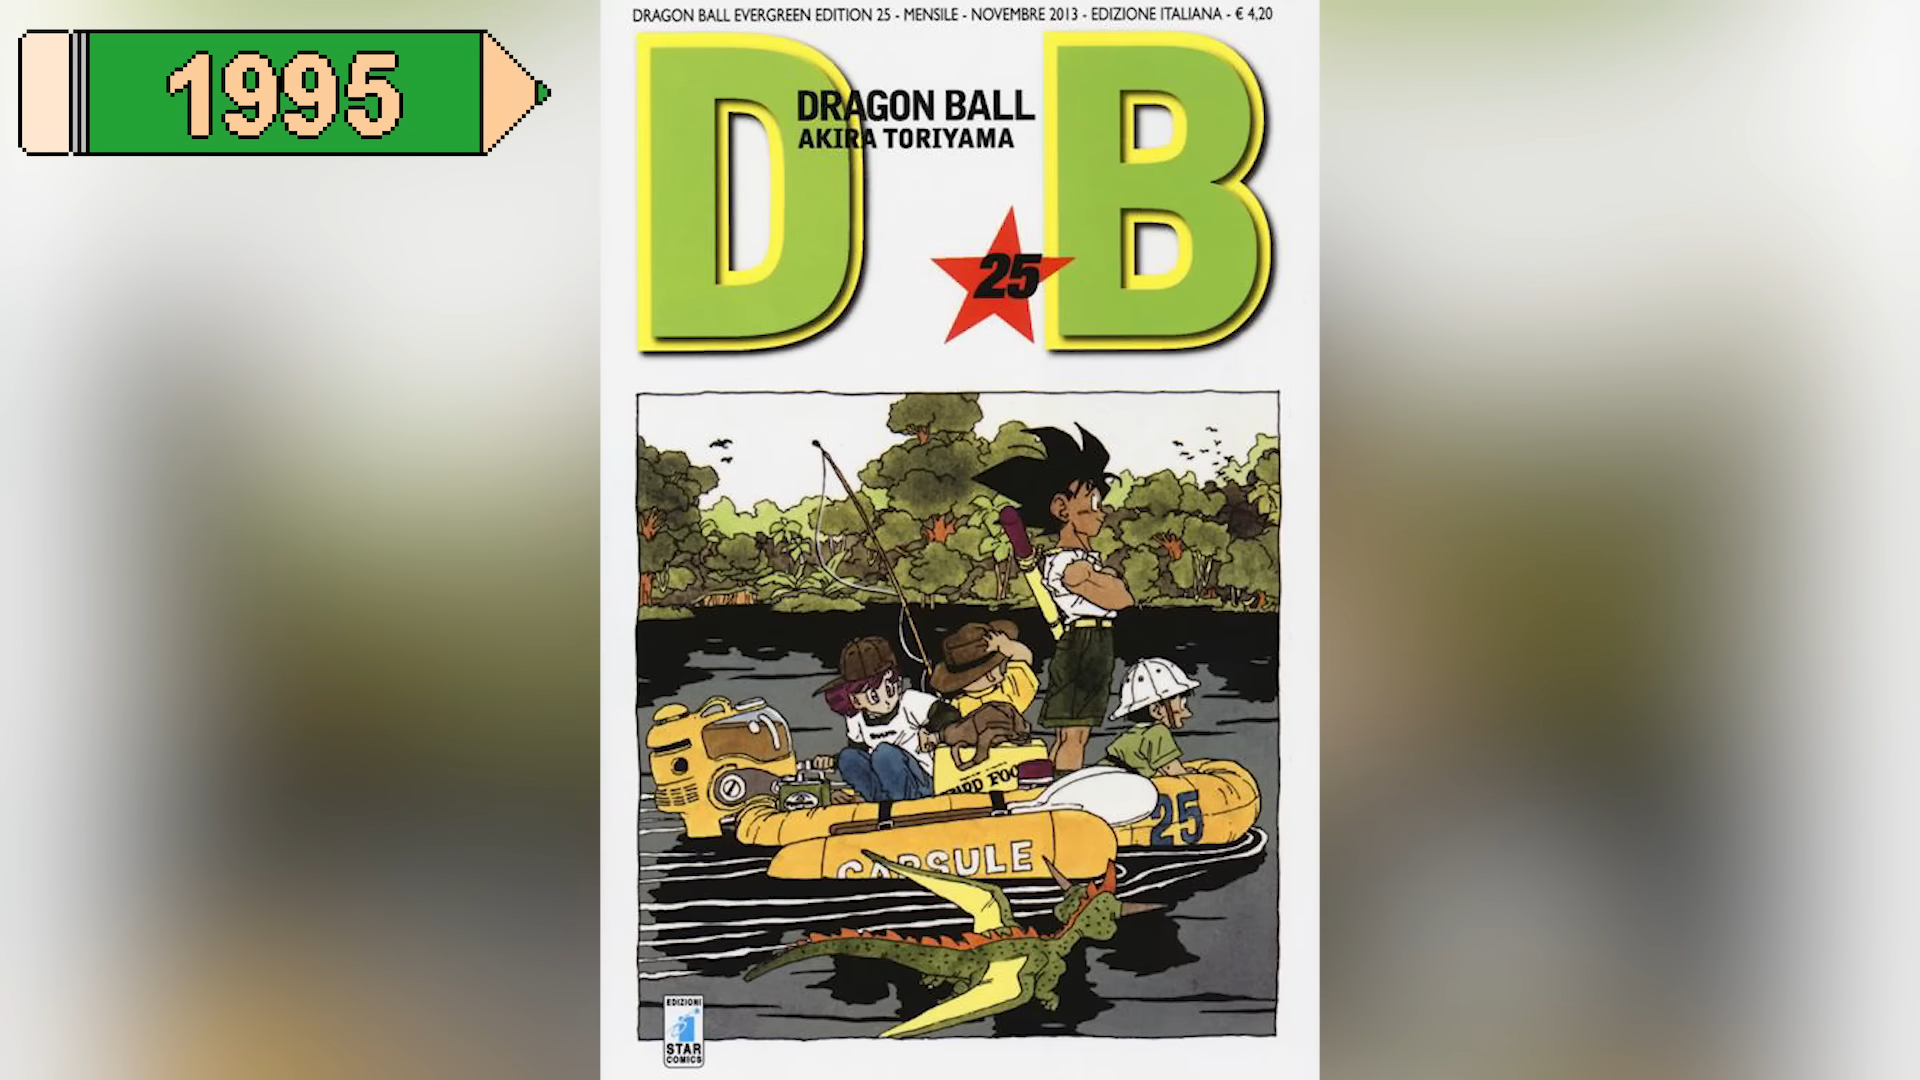 DRAGON BALL EVERGREEN EDITION 25 - MENSILE - NOVEMBRE 2013 - EDIZIONE ITALIANA - € 4,20
1995
D B
DRAGON BALL
AKIRA TORIYAMA
25
25
CAPSULE
EDIZIONI
STAR
COMICS